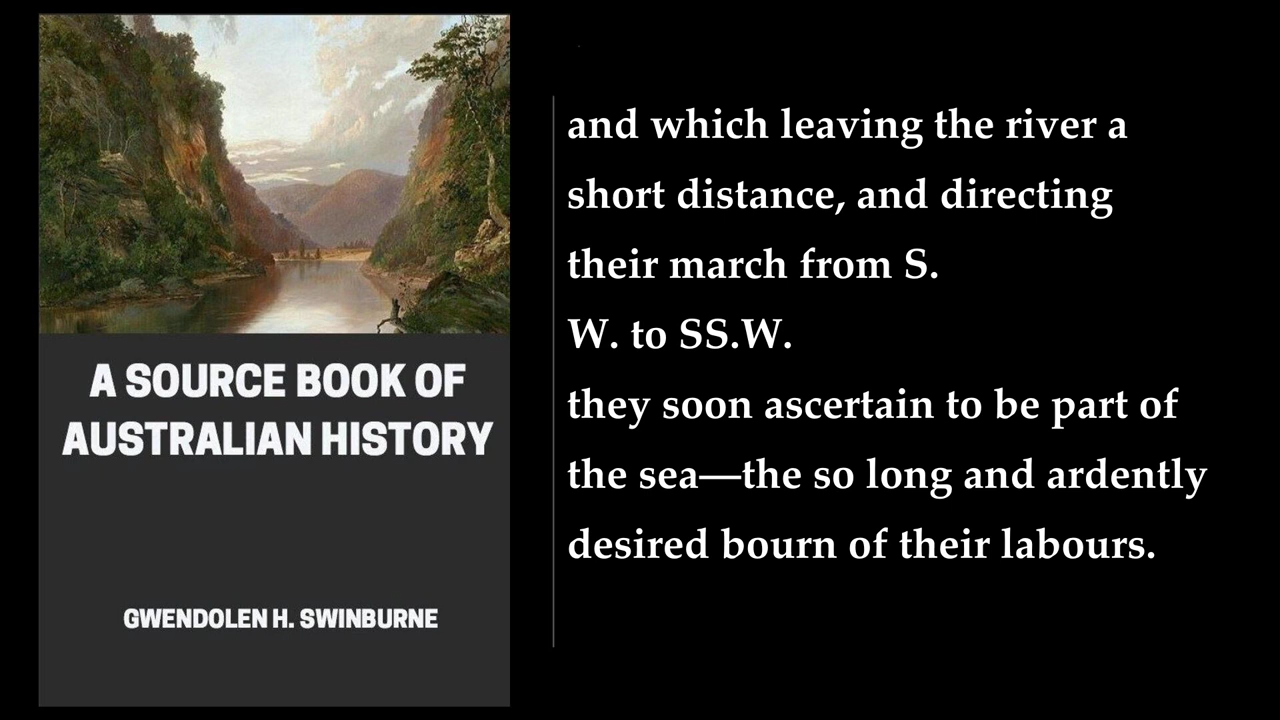 A SOURCE BOOK OF
AUSTRALIAN HISTORY
GWENDOLEN H. SWINBURNE
and which leaving the river a
short distance, and directing
their march from S.
W. to SS.W.
they soon ascertain to be part of
the sea—the so long and ardently
desired bourn of their labours.